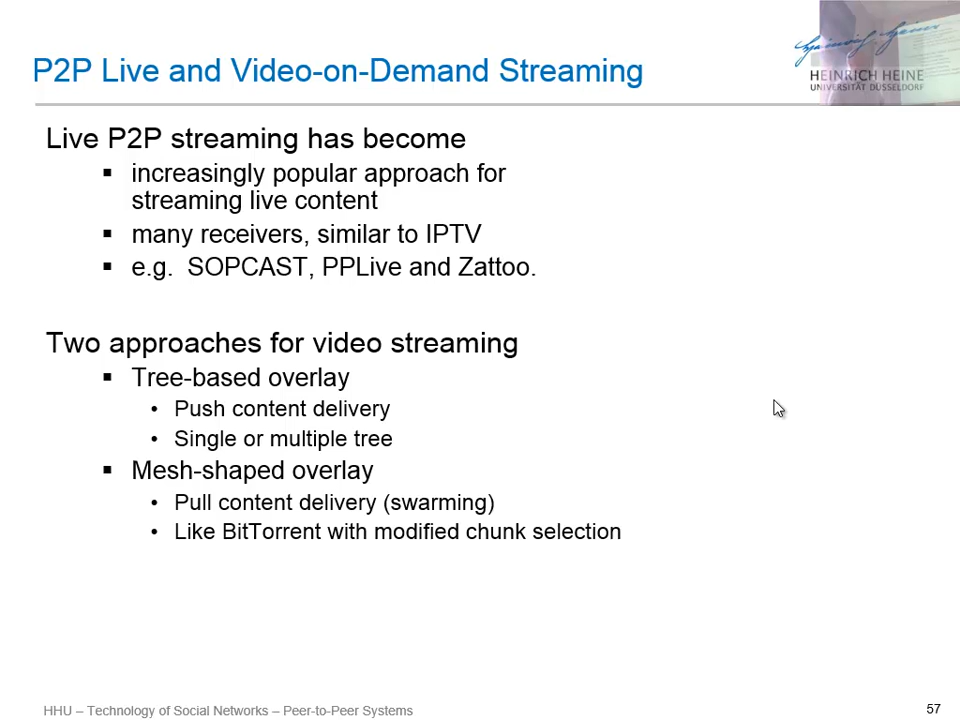 P2P Live and Video-on-Demand Streaming
HEINRICH HEINE
UNIVERSITÄT DÜSSELDORF
Live P2P streaming has become
▪ increasingly popular approach for
streaming live content
▪ many receivers, similar to IPTV
▪ e.g. SOPCAST, PPLive and Zattoo.
Two approaches for video streaming
▪ Tree-based overlay
• Push content delivery
• Single or multiple tree
▪ Mesh-shaped overlay
• Pull content delivery (swarming)
• Like BitTorrent with modified chunk selection
HHU – Technology of Social Networks – Peer-to-Peer Systems
57